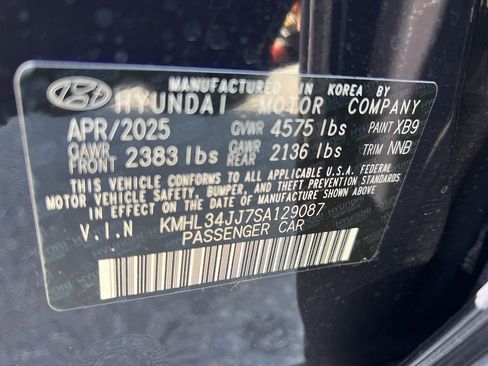 MANUFACTURED IN KOREA BY
HYUNDAI MOTOR COMPANY
APR/2025 GVWR 4575 lbs PAINT XB9
GAWR FRONT 2383 lbs GAWR REAR 2136 lbs TRIM NNB
THIS VEHICLE CONFORMS TO ALL APPLICABLE U.S.A. FEDERAL
MOTOR VEHICLE SAFETY, BUMPER, AND THEFT PREVENTION STANDARDS
IN EFFECT ON THE DATE OF MANUFACTURE SHOWN ABOVE.
V.I.N KMHL34JJ7SA129087
PASSENGER CAR